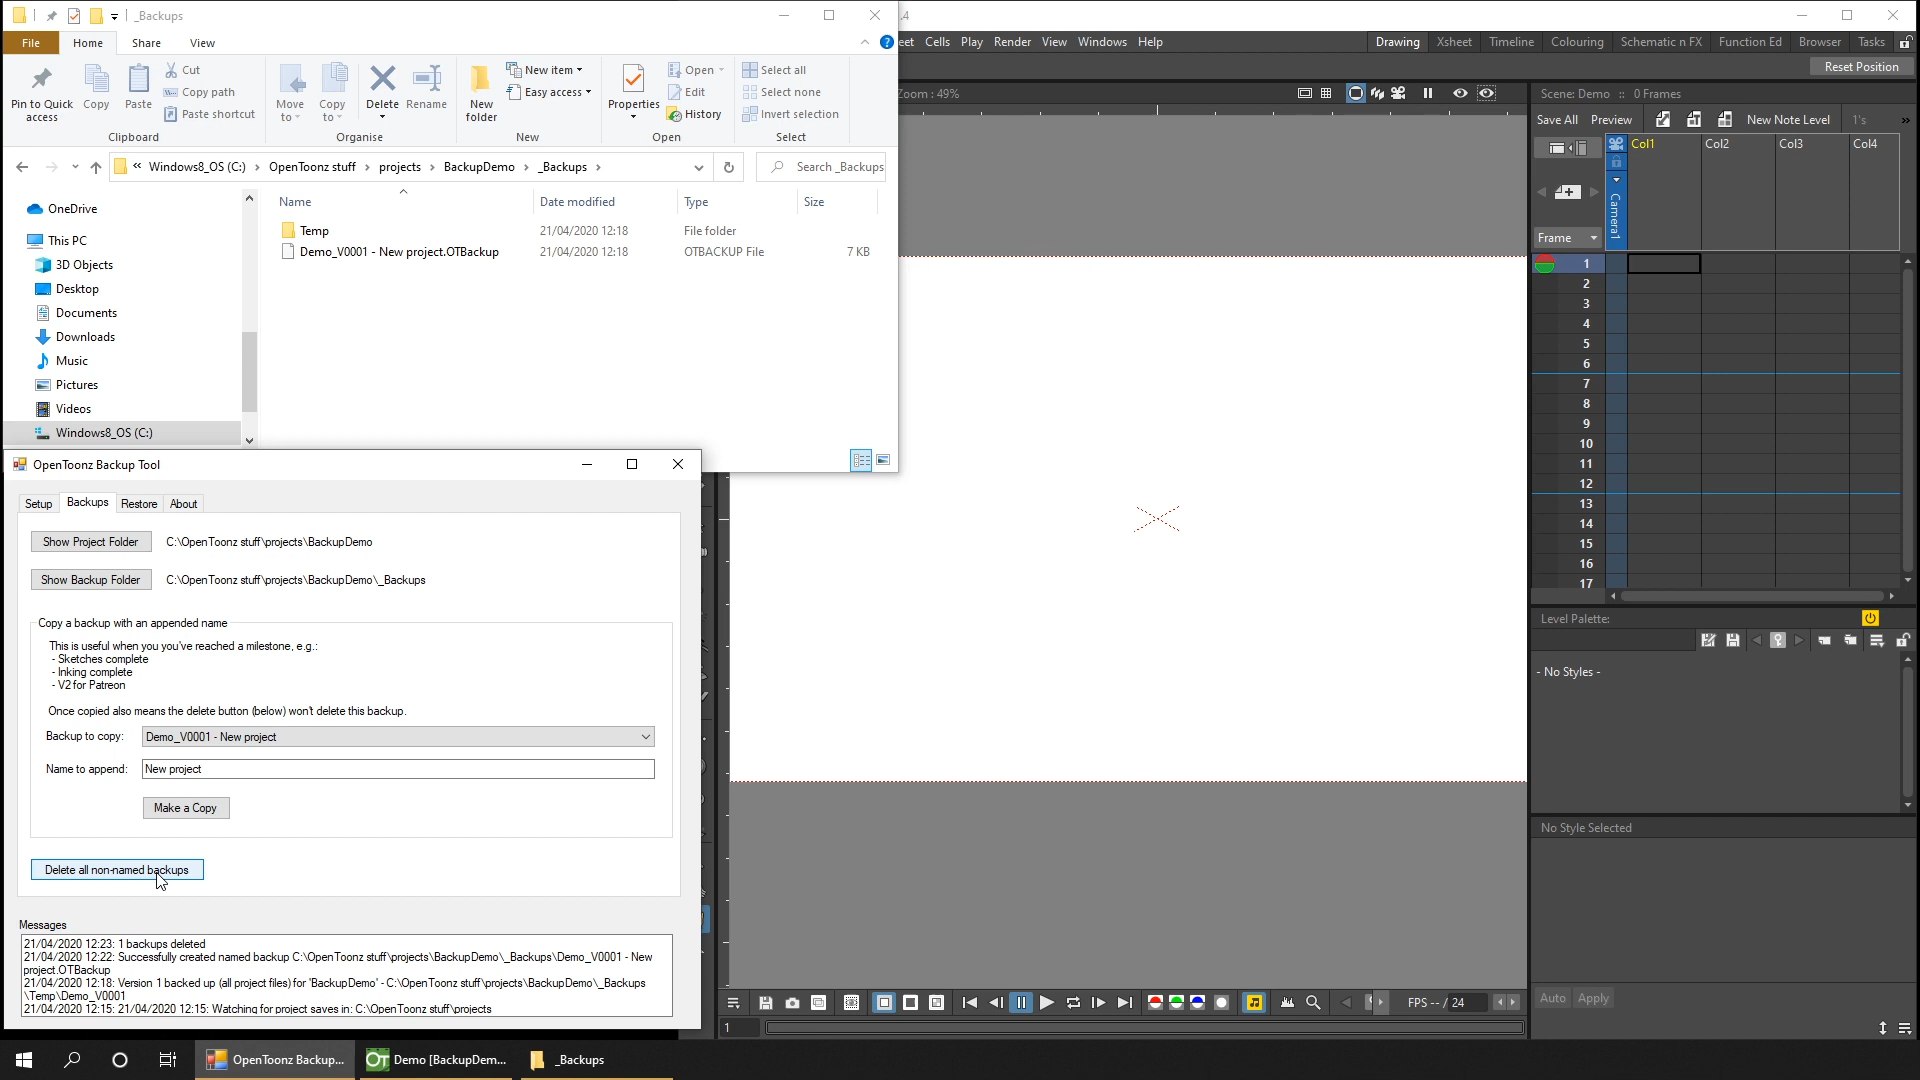 _Backups
File Home Share View
Pin to Quick access
Copy
Paste
Cut
Copy path
Paste shortcut
Clipboard
Move to
Copy to
Delete
Rename
Organise
New folder
New item
Easy access
New
Properties
Open
Edit
History
Open
Select all
Select none
Invert selection
Select
« Windows8_OS (C:) › OpenToonz stuff › projects › BackupDemo › _Backups ›
Search _Backups
OneDrive
This PC
3D Objects
Desktop
Documents
Downloads
Music
Pictures
Videos
Windows8_OS (C:)
Name Date modified Type Size
Temp 21/04/2020 12:18 File folder
Demo_V0001 - New project.OTBackup 21/04/2020 12:18 OTBACKUP File 7 KB
OpenToonz Backup Tool
Setup Backups Restore About
Show Project Folder C:\OpenToonz stuff\projects\BackupDemo
Show Backup Folder C:\OpenToonz stuff\projects\BackupDemo\_Backups
Copy a backup with an appended name
This is useful when you you've reached a milestone, e.g.:
- Sketches complete
- Inking complete
- V2 for Patreon
Once copied also means the delete button (below) won't delete this backup.
Backup to copy: Demo_V0001 - New project
Name to append: New project
Make a Copy
Delete all non-named backups
Messages
21/04/2020 12:23: 1 backups deleted
21/04/2020 12:22: Successfully created named backup C:\OpenToonz stuff\projects\BackupDemo\_Backups\Demo_V0001 - New
project.OTBackup
21/04/2020 12:18: Version 1 backed up (all project files) for 'BackupDemo' - C:\OpenToonz stuff\projects\BackupDemo\_Backups
\Temp\Demo_V0001
21/04/2020 12:15: 21/04/2020 12:15: Watching for project saves in: C:\OpenToonz stuff\projects
.4
eet Cells Play Render View Windows Help
Drawing Xsheet Timeline Colouring Schematic n FX Function Ed Browser Tasks
Reset Position
Zoom : 49%
Scene: Demo :: 0 Frames
Save All Preview New Note Level 1's »
Col1 Col2 Col3 Col4
Camera1
Frame
1
2
3
4
5
6
7
8
9
10
11
12
13
14
15
16
17
Level Palette:
- No Styles -
No Style Selected
Auto Apply
FPS -- / 24
1
OpenToonz Backup... Demo [BackupDem... _Backups